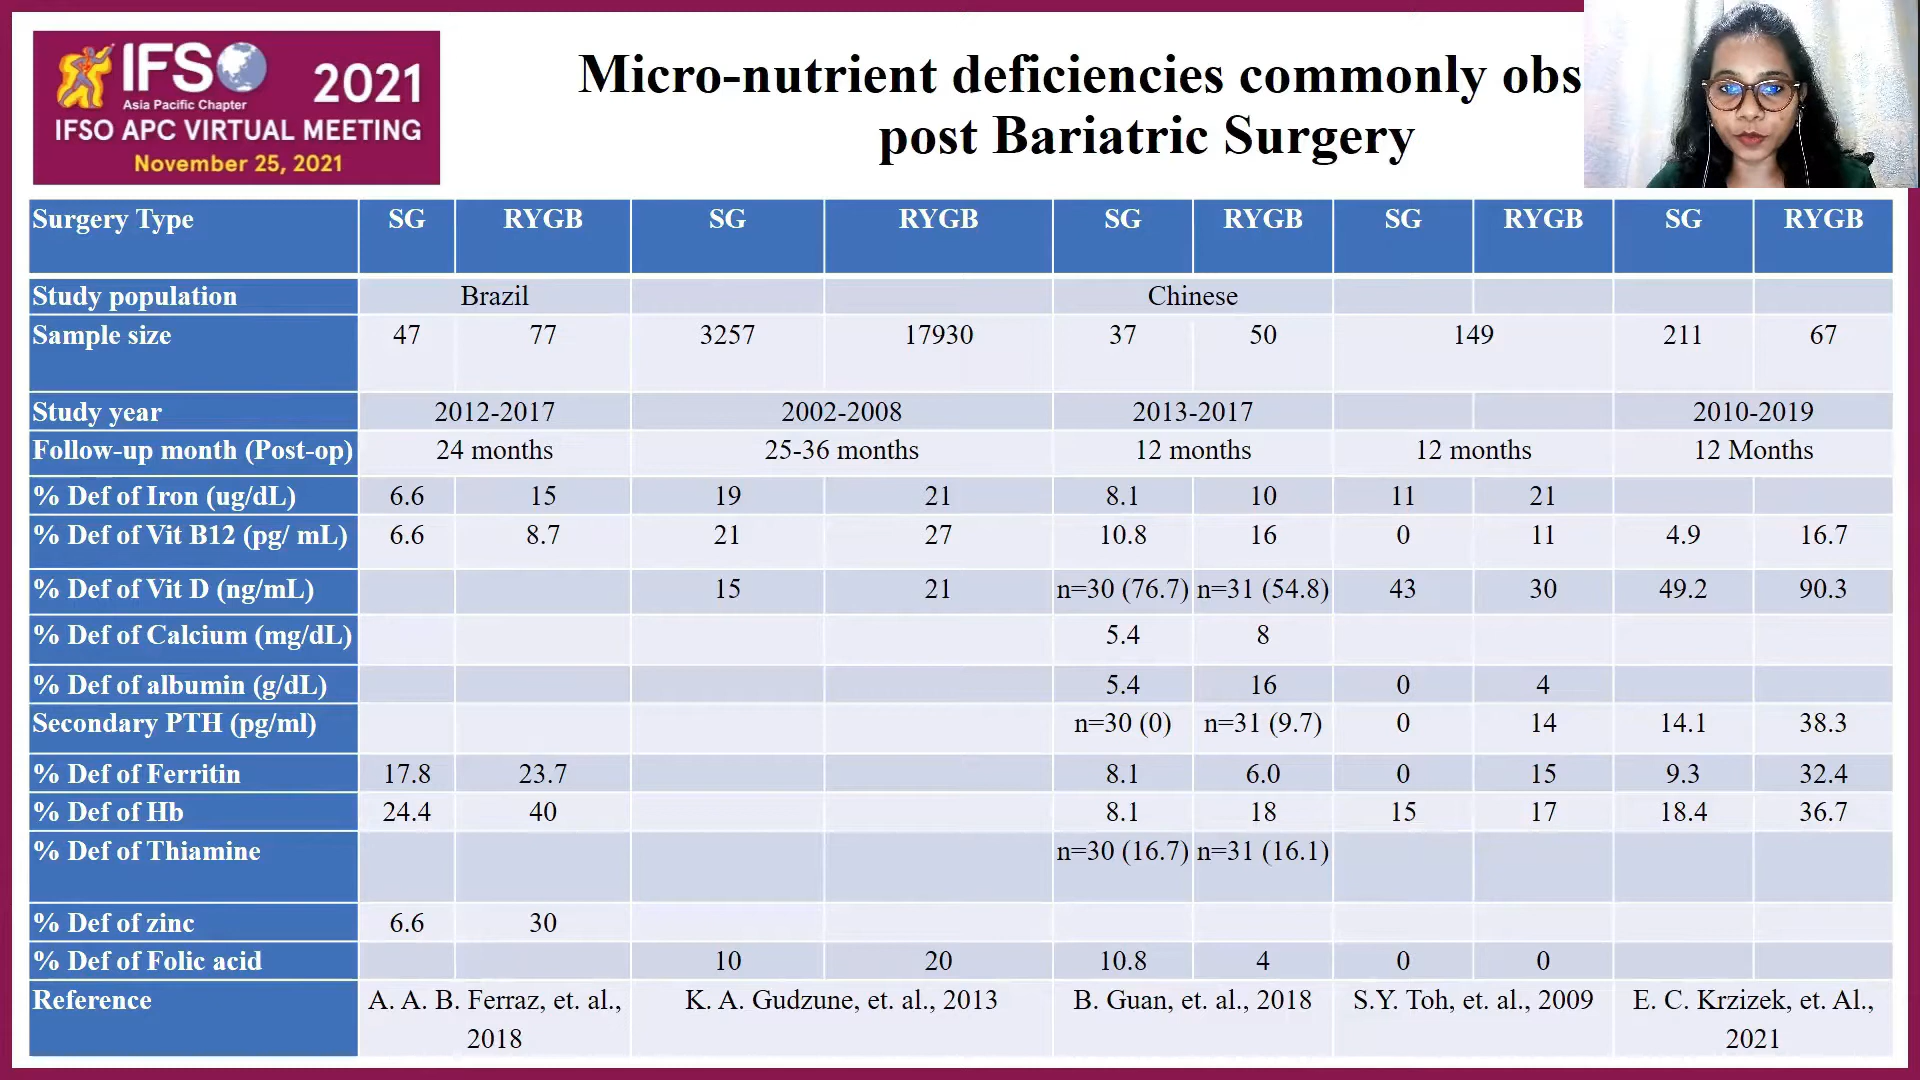 IFSO 2021
Asia Pacific Chapter
IFSO APC VIRTUAL MEETING
November 25, 2021
Micro-nutrient deficiencies commonly obs
post Bariatric Surgery
Surgery Type SG RYGB SG RYGB SG RYGB SG RYGB SG RYGB
Study population Brazil Chinese
Sample size 47 77 3257 17930 37 50 149 211 67
Study year 2012-2017 2002-2008 2013-2017 2010-2019
Follow-up month (Post-op) 24 months 25-36 months 12 months 12 months 12 Months
% Def of Iron (ug/dL) 6.6 15 19 21 8.1 10 11 21
% Def of Vit B12 (pg/ mL) 6.6 8.7 21 27 10.8 16 0 11 4.9 16.7
% Def of Vit D (ng/mL) 15 21 n=30 (76.7) n=31 (54.8) 43 30 49.2 90.3
% Def of Calcium (mg/dL) 5.4 8
% Def of albumin (g/dL) 5.4 16 0 4
Secondary PTH (pg/ml) n=30 (0) n=31 (9.7) 0 14 14.1 38.3
% Def of Ferritin 17.8 23.7 8.1 6.0 0 15 9.3 32.4
% Def of Hb 24.4 40 8.1 18 15 17 18.4 36.7
% Def of Thiamine n=30 (16.7) n=31 (16.1)
% Def of zinc 6.6 30
% Def of Folic acid 10 20 10.8 4 0 0
Reference A. A. B. Ferraz, et. al., K. A. Gudzune, et. al., 2013 B. Guan, et. al., 2018 S.Y. Toh, et. al., 2009 E. C. Krzizek, et. Al.,
2018 2021